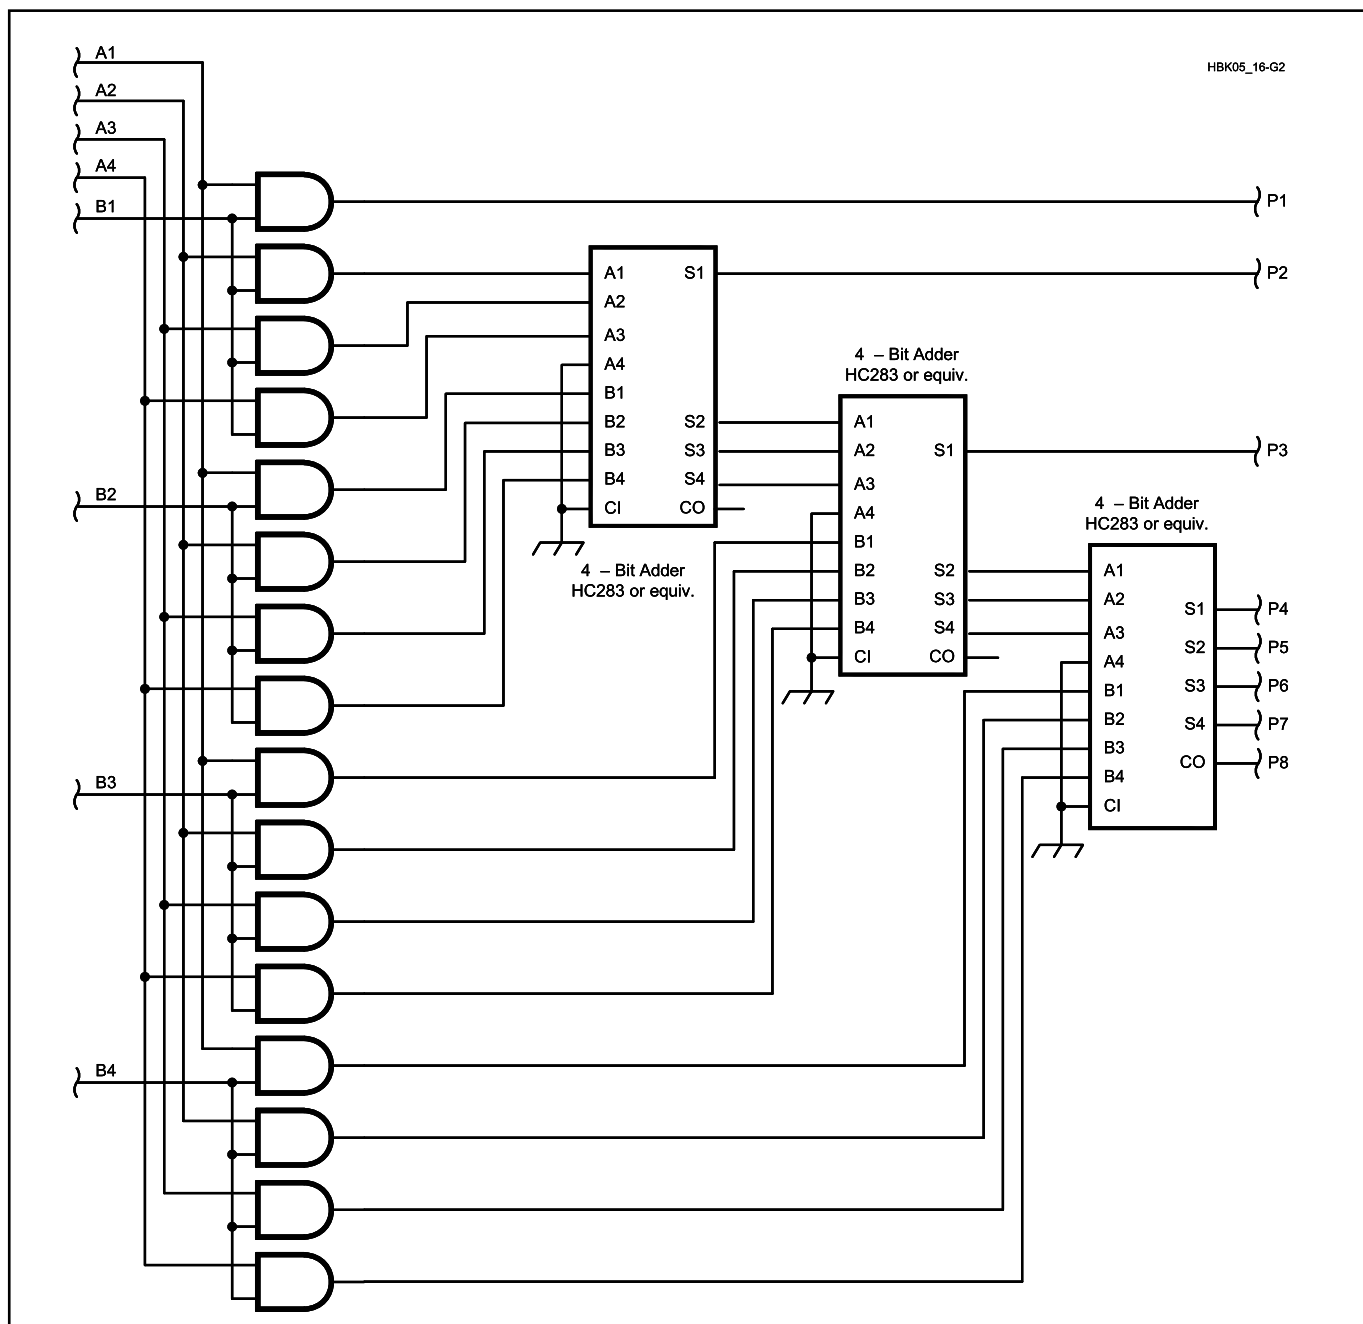 A1
HBK05_16-G2
A2
A3
A4
B1
P1
A1 S1
P2
A2
A3
A4
B1
B2 S2
B3 S3
B4 S4
CI CO
4 – Bit Adder
HC283 or equiv.
4 – Bit Adder
HC283 or equiv.
A1
A2 S1
P3
A3
A4
B1
B2 S2
B3 S3
B4 S4
CI CO
B2
4 – Bit Adder
HC283 or equiv.
A1
A2
S1 P4
A3
S2 P5
A4
S3 P6
B1
B2
S4 P7
B3
CO P8
B4
CI
B3
B4